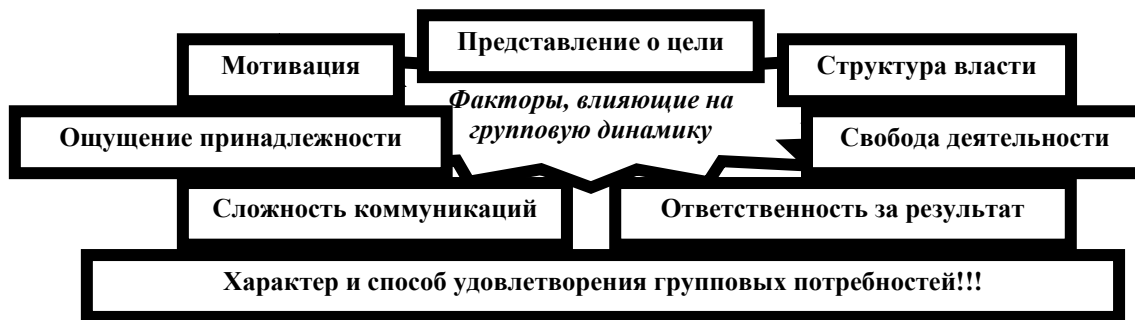 Представление о цели
Мотивация
Структура власти
Факторы, влияющие на
групповую динамику
Ощущение принадлежности
Свобода деятельности
Сложность коммуникаций
Ответственность за результат
Характер и способ удовлетворения групповых потребностей!!!